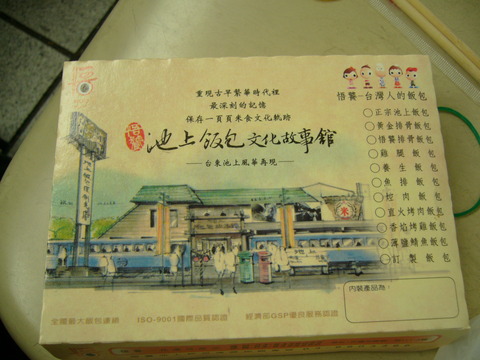 重現古早繁華時代裡
最深刻的記憶
保存一頁頁米食文化軌跡
悟饕 池上飯包 文化故事館
台東池上風華再現
悟饕-台灣人的飯包
○正宗池上飯包
○黃金排骨飯包
○悟饕排骨飯包
○雞腿飯包
○養生飯包
○魚排飯包
○焢肉飯包
○直火烤肉飯包
○香焰烤雞飯包
○薄鹽鯖魚飯包
○訂製飯包
內裝產品為:
全國最大飯包連鎖
ISO-9001國際品質認證
經濟部GSP優良服務認證